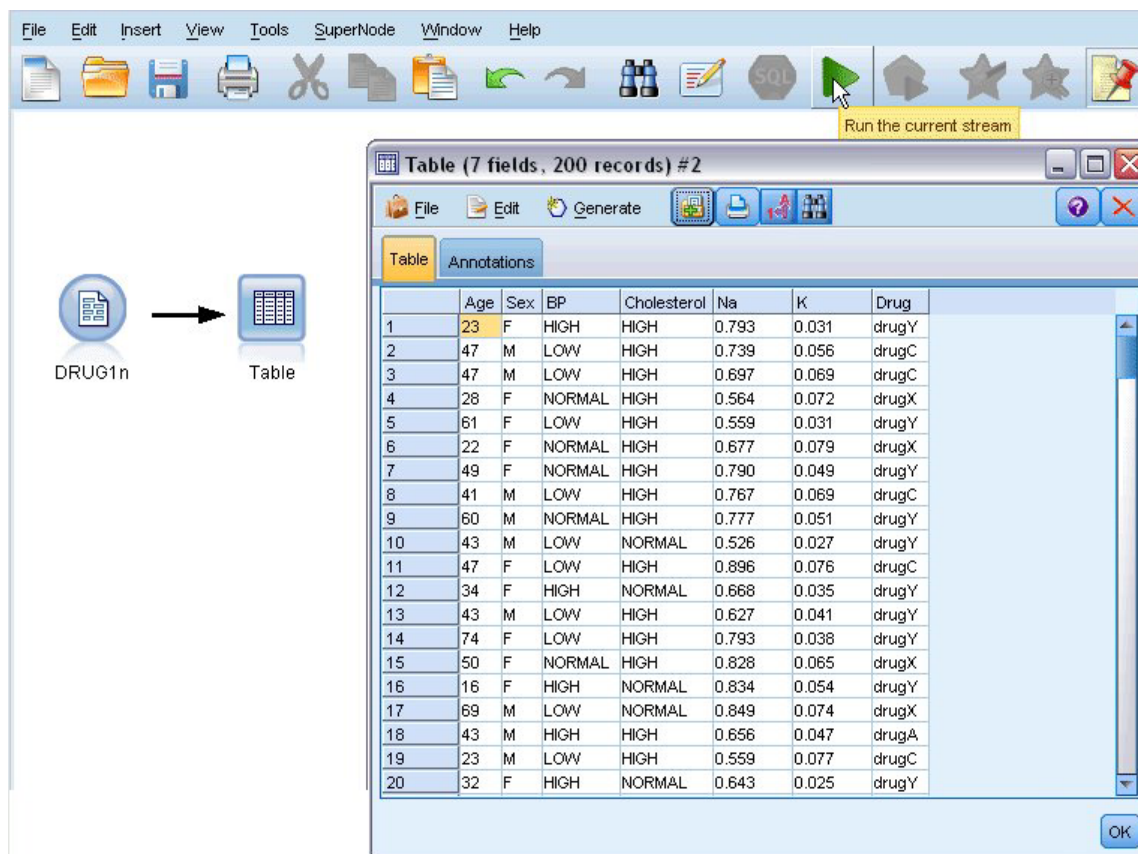 File Edit Insert View Tools SuperNode Window Help
SQL
Run the current stream
Table (7 fields, 200 records) #2
File Edit Generate
Table Annotations
Age Sex BP Cholesterol Na K Drug
1 23 F HIGH HIGH 0.793 0.031 drugY
2 47 M LOW HIGH 0.739 0.056 drugC
3 47 M LOW HIGH 0.697 0.069 drugC
4 28 F NORMAL HIGH 0.564 0.072 drugX
5 61 F LOW HIGH 0.559 0.031 drugY
6 22 F NORMAL HIGH 0.677 0.079 drugX
7 49 F NORMAL HIGH 0.790 0.049 drugY
8 41 M LOW HIGH 0.767 0.069 drugC
9 60 M NORMAL HIGH 0.777 0.051 drugY
10 43 M LOW NORMAL 0.526 0.027 drugY
11 47 F LOW HIGH 0.896 0.076 drugC
12 34 F HIGH NORMAL 0.668 0.035 drugY
13 43 M LOW HIGH 0.627 0.041 drugY
14 74 F LOW HIGH 0.793 0.038 drugY
15 50 F NORMAL HIGH 0.828 0.065 drugX
16 16 F HIGH NORMAL 0.834 0.054 drugY
17 69 M LOW NORMAL 0.849 0.074 drugX
18 43 M HIGH HIGH 0.656 0.047 drugA
19 23 M LOW HIGH 0.559 0.077 drugC
20 32 F HIGH NORMAL 0.643 0.025 drugY
DRUG1n Table
OK